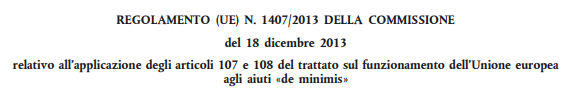 REGOLAMENTO (UE) N. 1407/2013 DELLA COMMISSIONE
del 18 dicembre 2013
relativo all'applicazione degli articoli 107 e 108 del trattato sul funzionamento dell'Unione europea
agli aiuti «de minimis»